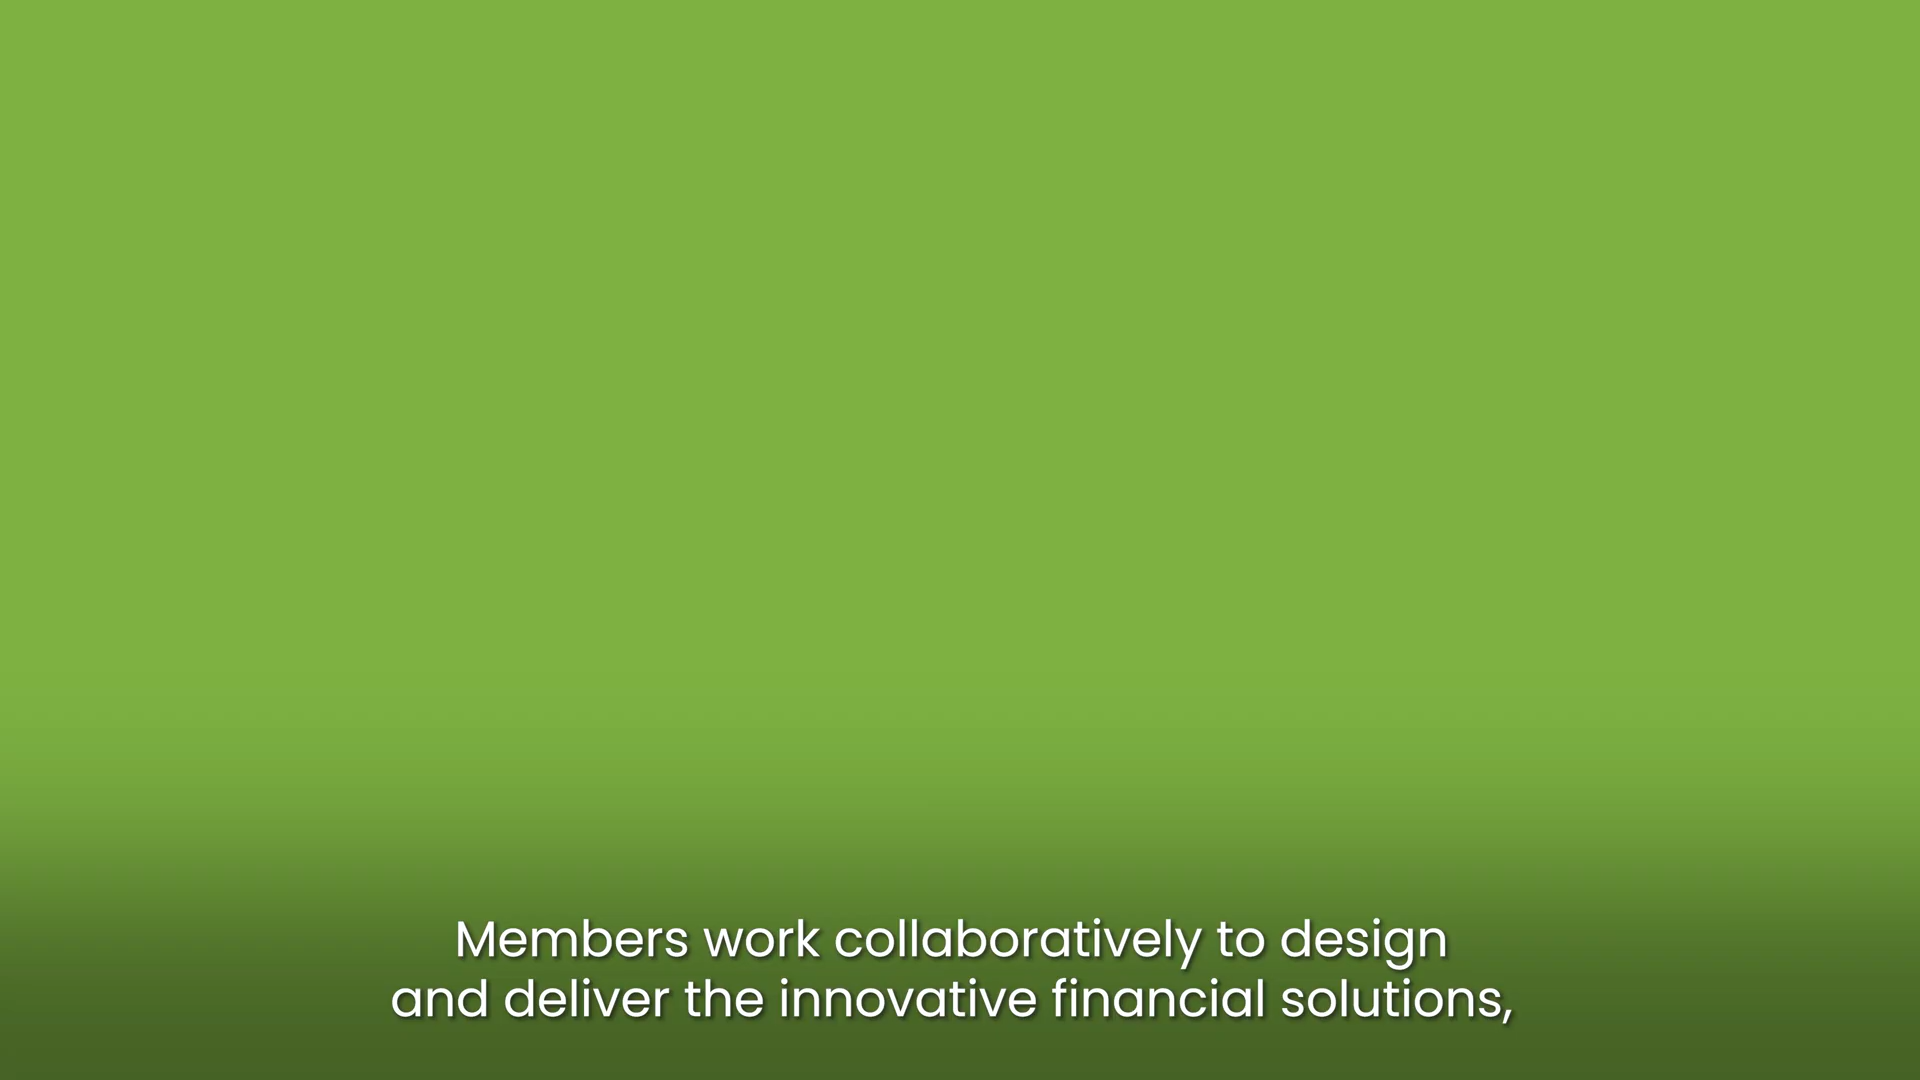 Members work collaboratively to design
and deliver the innovative financial solutions,